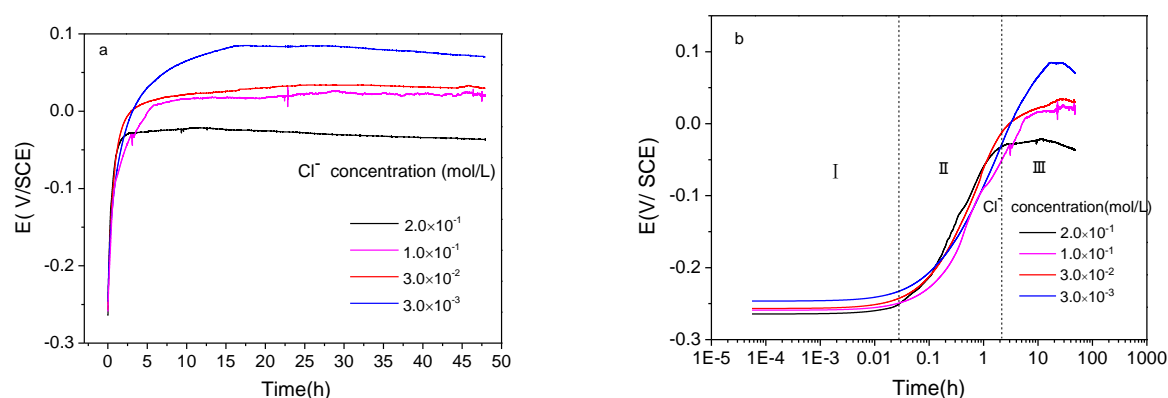 a
0.1
0.0
-0.1
-0.2
-0.3
E( V/SCE)
Cl⁻ concentration (mol/L)
2.0×10⁻¹
1.0×10⁻¹
3.0×10⁻²
3.0×10⁻³
0 5 10 15 20 25 30 35 40 45 50
Time(h)
b
0.1
0.0
-0.1
-0.2
-0.3
E(V/ SCE)
Ⅰ Ⅱ Ⅲ
Cl⁻ concentration(mol/L)
2.0×10⁻¹
1.0×10⁻¹
3.0×10⁻²
3.0×10⁻³
1E-5 1E-4 1E-3 0.01 0.1 1 10 100 1000
Time(h)